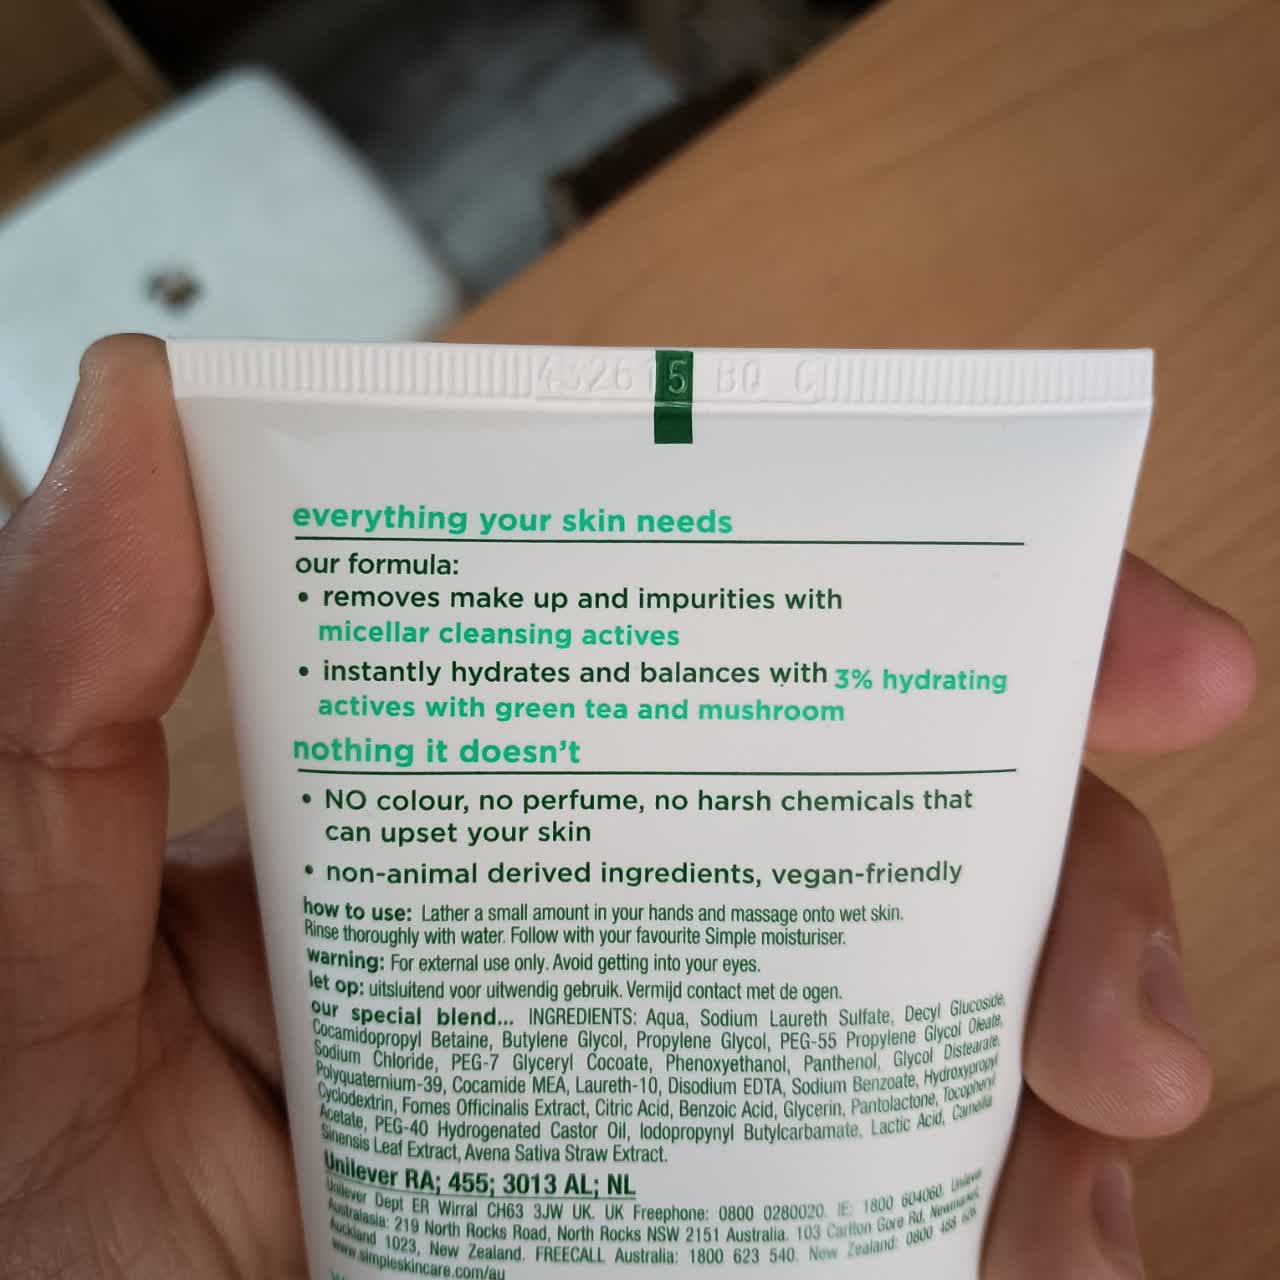 432615 BQ C
everything your skin needs
our formula:
• removes make up and impurities with
micellar cleansing actives
• instantly hydrates and balances with 3% hydrating
actives with green tea and mushroom
nothing it doesn't
• NO colour, no perfume, no harsh chemicals that
can upset your skin
• non-animal derived ingredients, vegan-friendly
how to use: Lather a small amount in your hands and massage onto wet skin.
Rinse thoroughly with water. Follow with your favourite Simple moisturiser.
warning: For external use only. Avoid getting into your eyes.
let op: uitsluitend voor uitwendig gebruik. Vermijd contact met de ogen.
our special blend... INGREDIENTS: Aqua, Sodium Laureth Sulfate, Decyl Glucoside,
Cocamidopropyl Betaine, Butylene Glycol, Propylene Glycol, PEG-55 Propylene Glycol Oleate,
Sodium Chloride, PEG-7 Glyceryl Cocoate, Phenoxyethanol, Panthenol, Glycol Distearate,
Polyquaternium-39, Cocamide MEA, Laureth-10, Disodium EDTA, Sodium Benzoate, Hydroxypropyl
Cyclodextrin, Fomes Officinalis Extract, Citric Acid, Benzoic Acid, Glycerin, Pantolactone, Tocopheryl
Acetate, PEG-40 Hydrogenated Castor Oil, Iodopropynyl Butylcarbamate, Lactic Acid, Camellia
Sinensis Leaf Extract, Avena Sativa Straw Extract.
Unilever RA; 455; 3013 AL; NL
Unilever Dept ER Wirral CH63 3JW UK. UK Freephone: 0800 0280020. IE: 1800 604060. Unilever
Australasia: 219 North Rocks Road, North Rocks NSW 2151 Australia. 103 Carlton Gore Rd, Newmarket,
Auckland 1023, New Zealand. FREECALL Australia: 1800 623 540. New Zealand: 0800 488 626.
www.simpleskincare.com/au